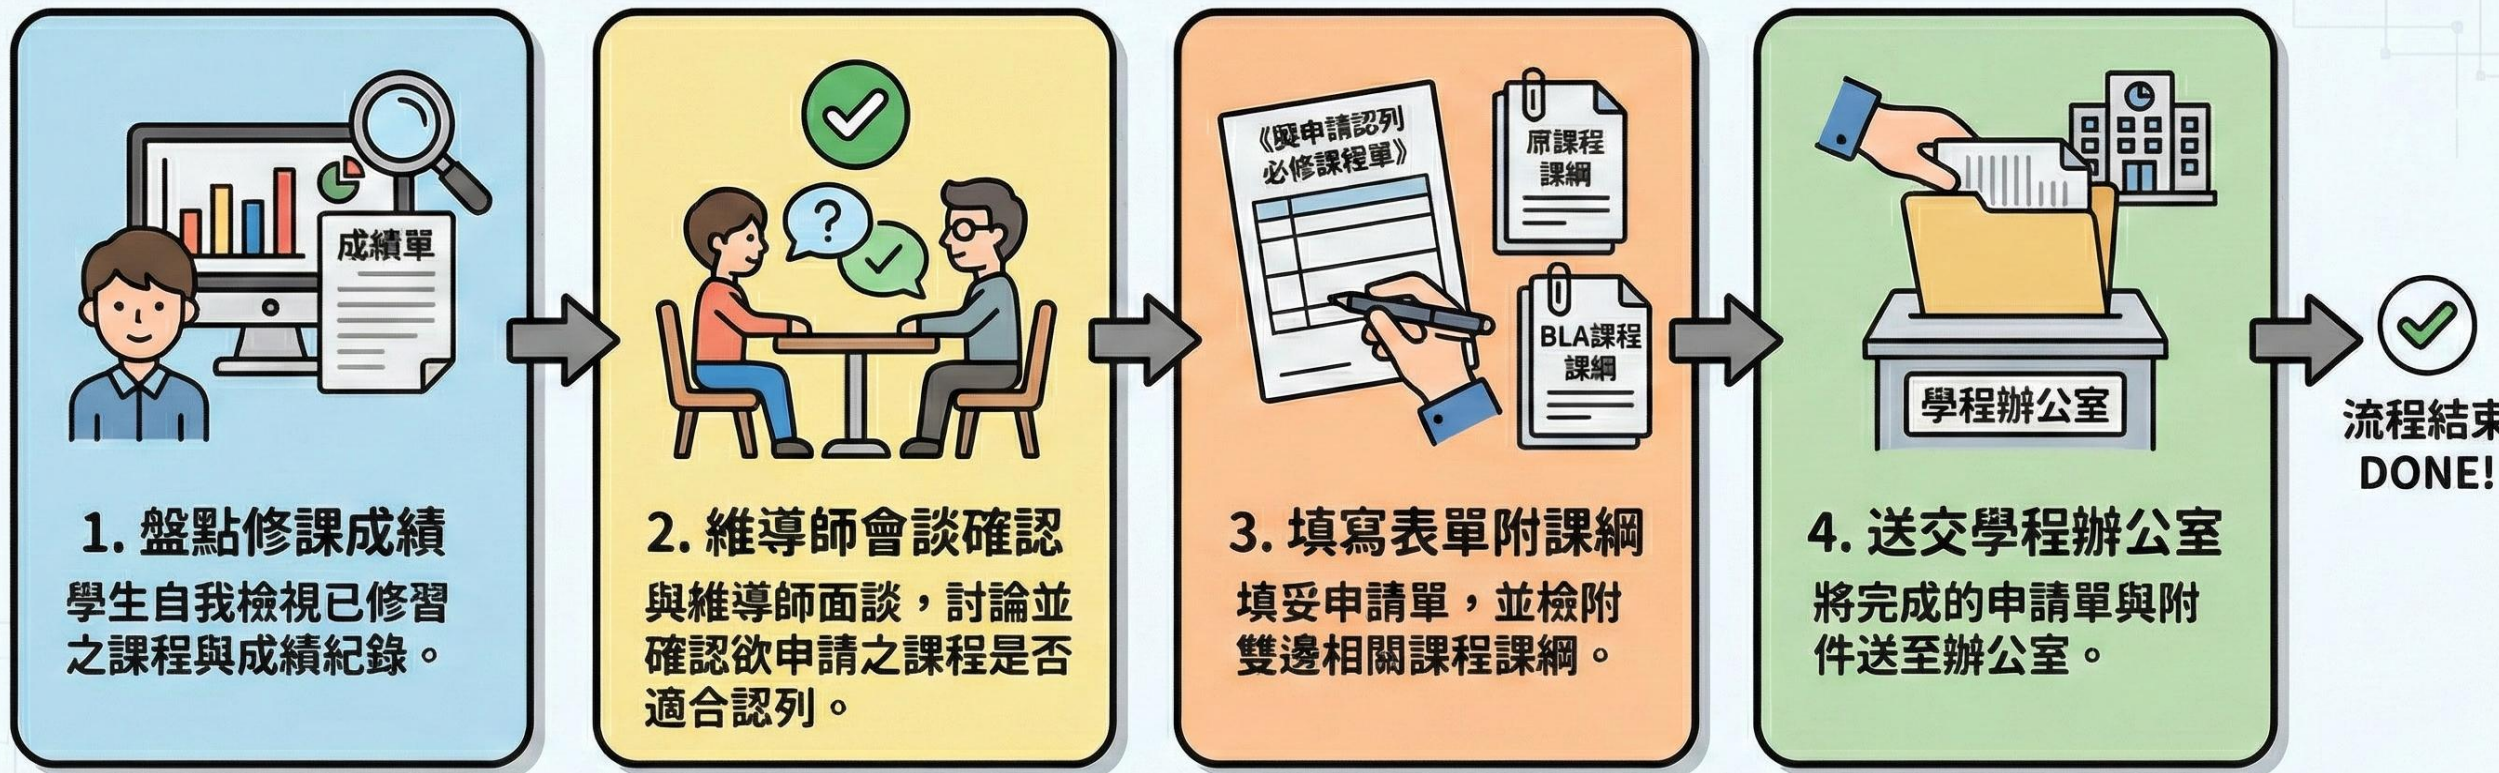 成績單
1. 盤點修課成績
學生自我檢視已修習
之課程與成績紀錄。
?
2. 維導師會談確認
與維導師面談，討論並
確認欲申請之課程是否
適合認列。
申請認列
必修課程單》
原課程
課綱
BLA課程
課綱
3. 填寫表單附課綱
填妥申請單，並檢附
雙邊相關課程課綱。
學程辦公室
4. 送交學程辦公室
將完成的申請單與附
件送至辦公室。
流程結束
DONE!